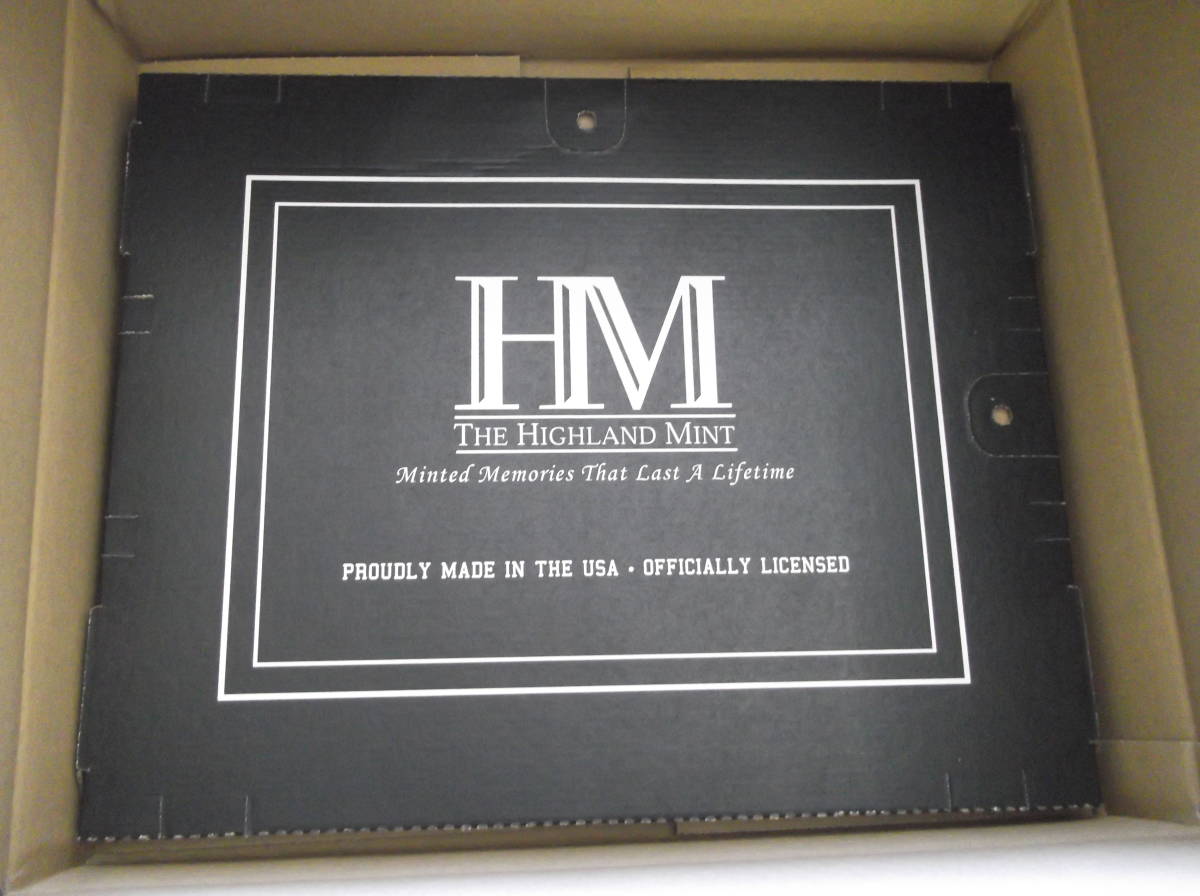 HM
THE HIGHLAND MINT
Minted Memories That Last A Lifetime
PROUDLY MADE IN THE USA • OFFICIALLY LICENSED